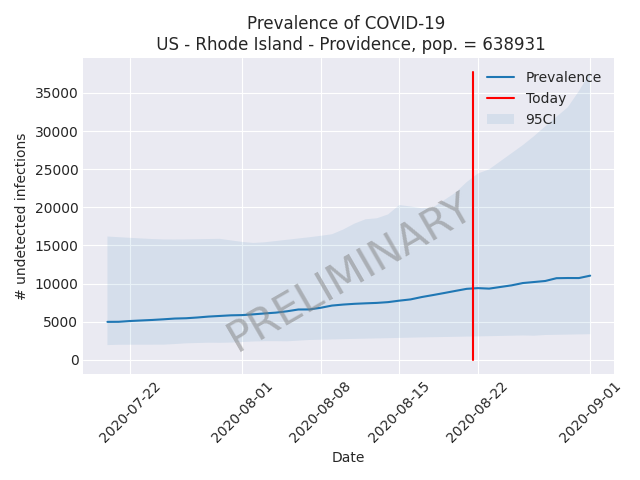 Prevalence of COVID-19
US - Rhode Island - Providence, pop. = 638931
Prevalence
Today
95CI
35000
30000
25000
20000
15000
10000
5000
0
# undetected infections
PRELIMINARY
2020-07-22
2020-08-01
2020-08-08
2020-08-15
2020-08-22
2020-09-01
Date